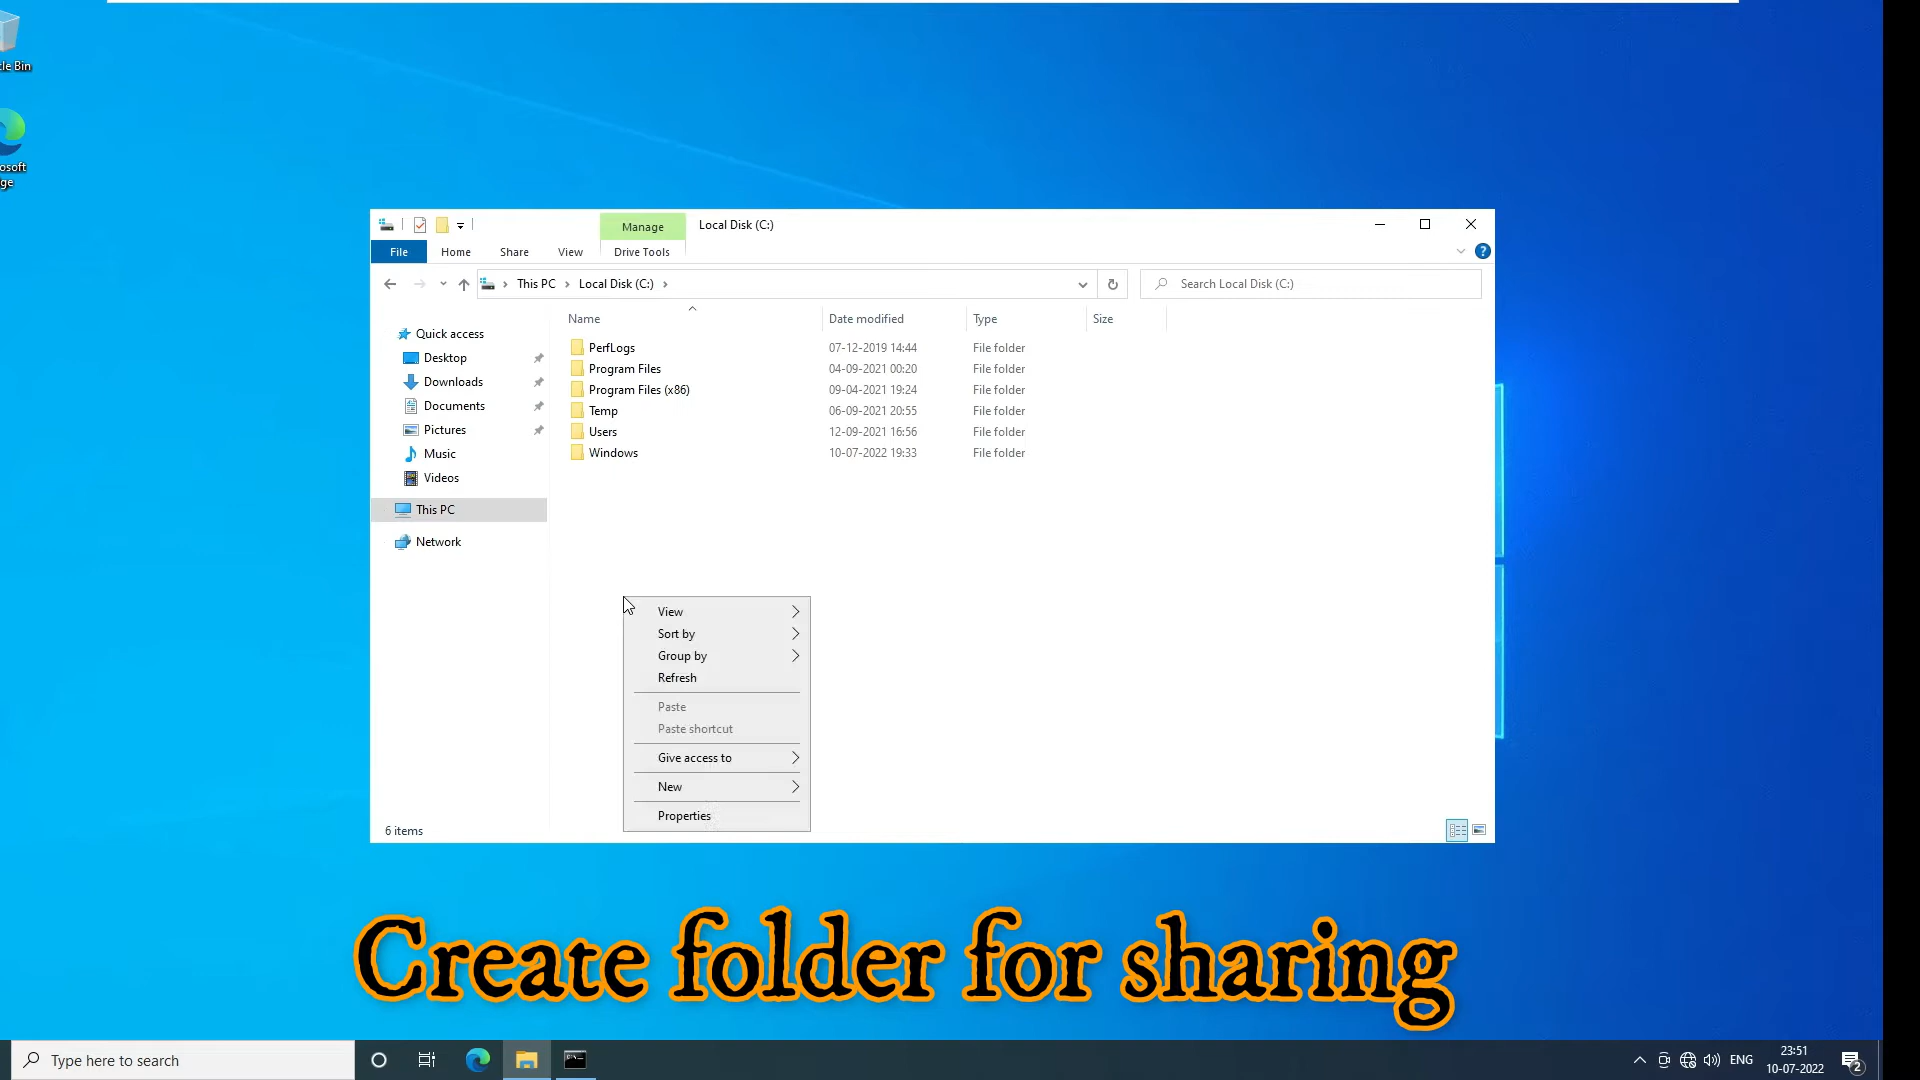 cle Bin
osoft
ge
Manage
Local Disk (C:)
File
Home
Share
View
Drive Tools
This PC
Local Disk (C:)
Search Local Disk (C:)
Name
Date modified
Type
Size
Quick access
Desktop
Downloads
Documents
Pictures
Music
Videos
This PC
Network
PerfLogs 07-12-2019 14:44 File folder
Program Files 04-09-2021 00:20 File folder
Program Files (x86) 09-04-2021 19:24 File folder
Temp 06-09-2021 20:55 File folder
Users 12-09-2021 16:56 File folder
Windows 10-07-2022 19:33 File folder
View
Sort by
Group by
Refresh
Paste
Paste shortcut
Give access to
New
Properties
6 items
Create folder for sharing
Type here to search
ENG
23:51
10-07-2022
2